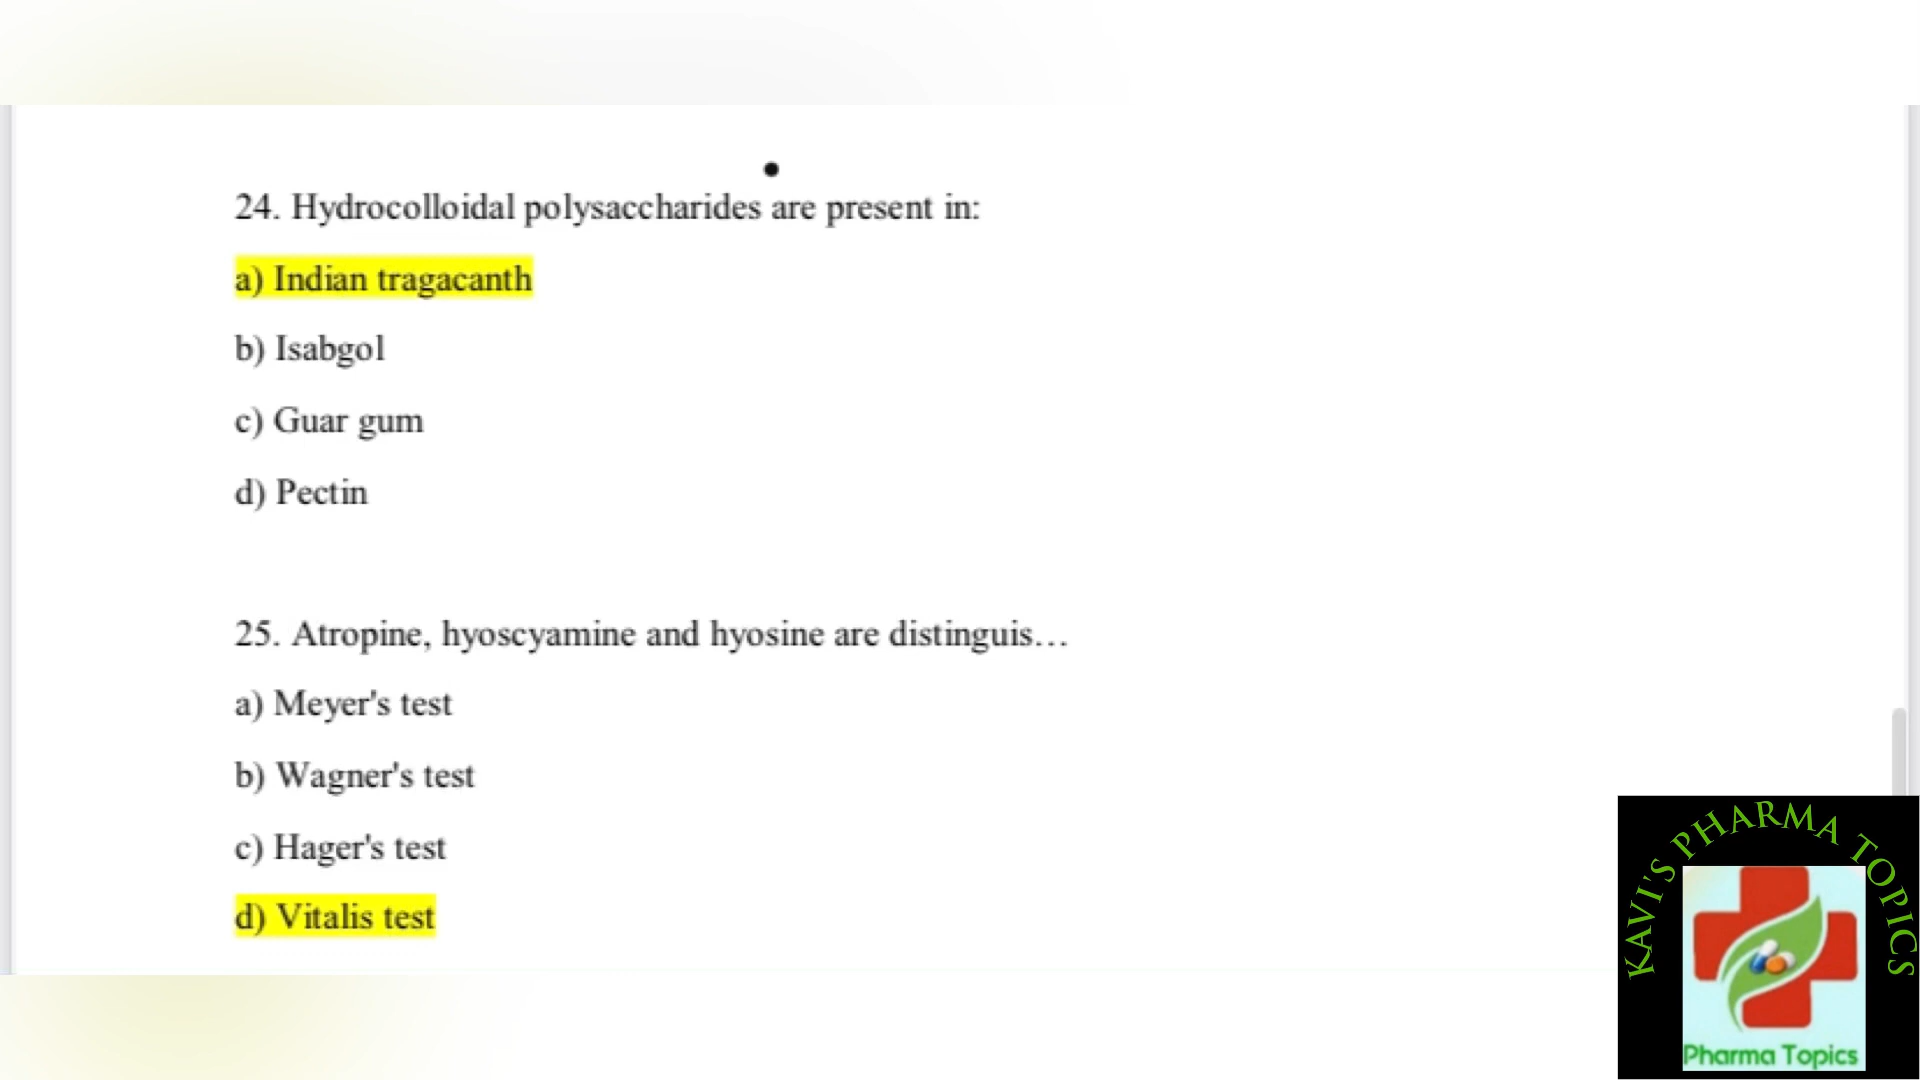 24. Hydrocolloidal polysaccharides are present in:
a) Indian tragacanth
b) Isabgol
c) Guar gum
d) Pectin
25. Atropine, hyoscyamine and hyosine are distinguis…
a) Meyer's test
b) Wagner's test
c) Hager's test
d) Vitalis test
KAVI'S PHARMA TOPICS
Pharma Topics